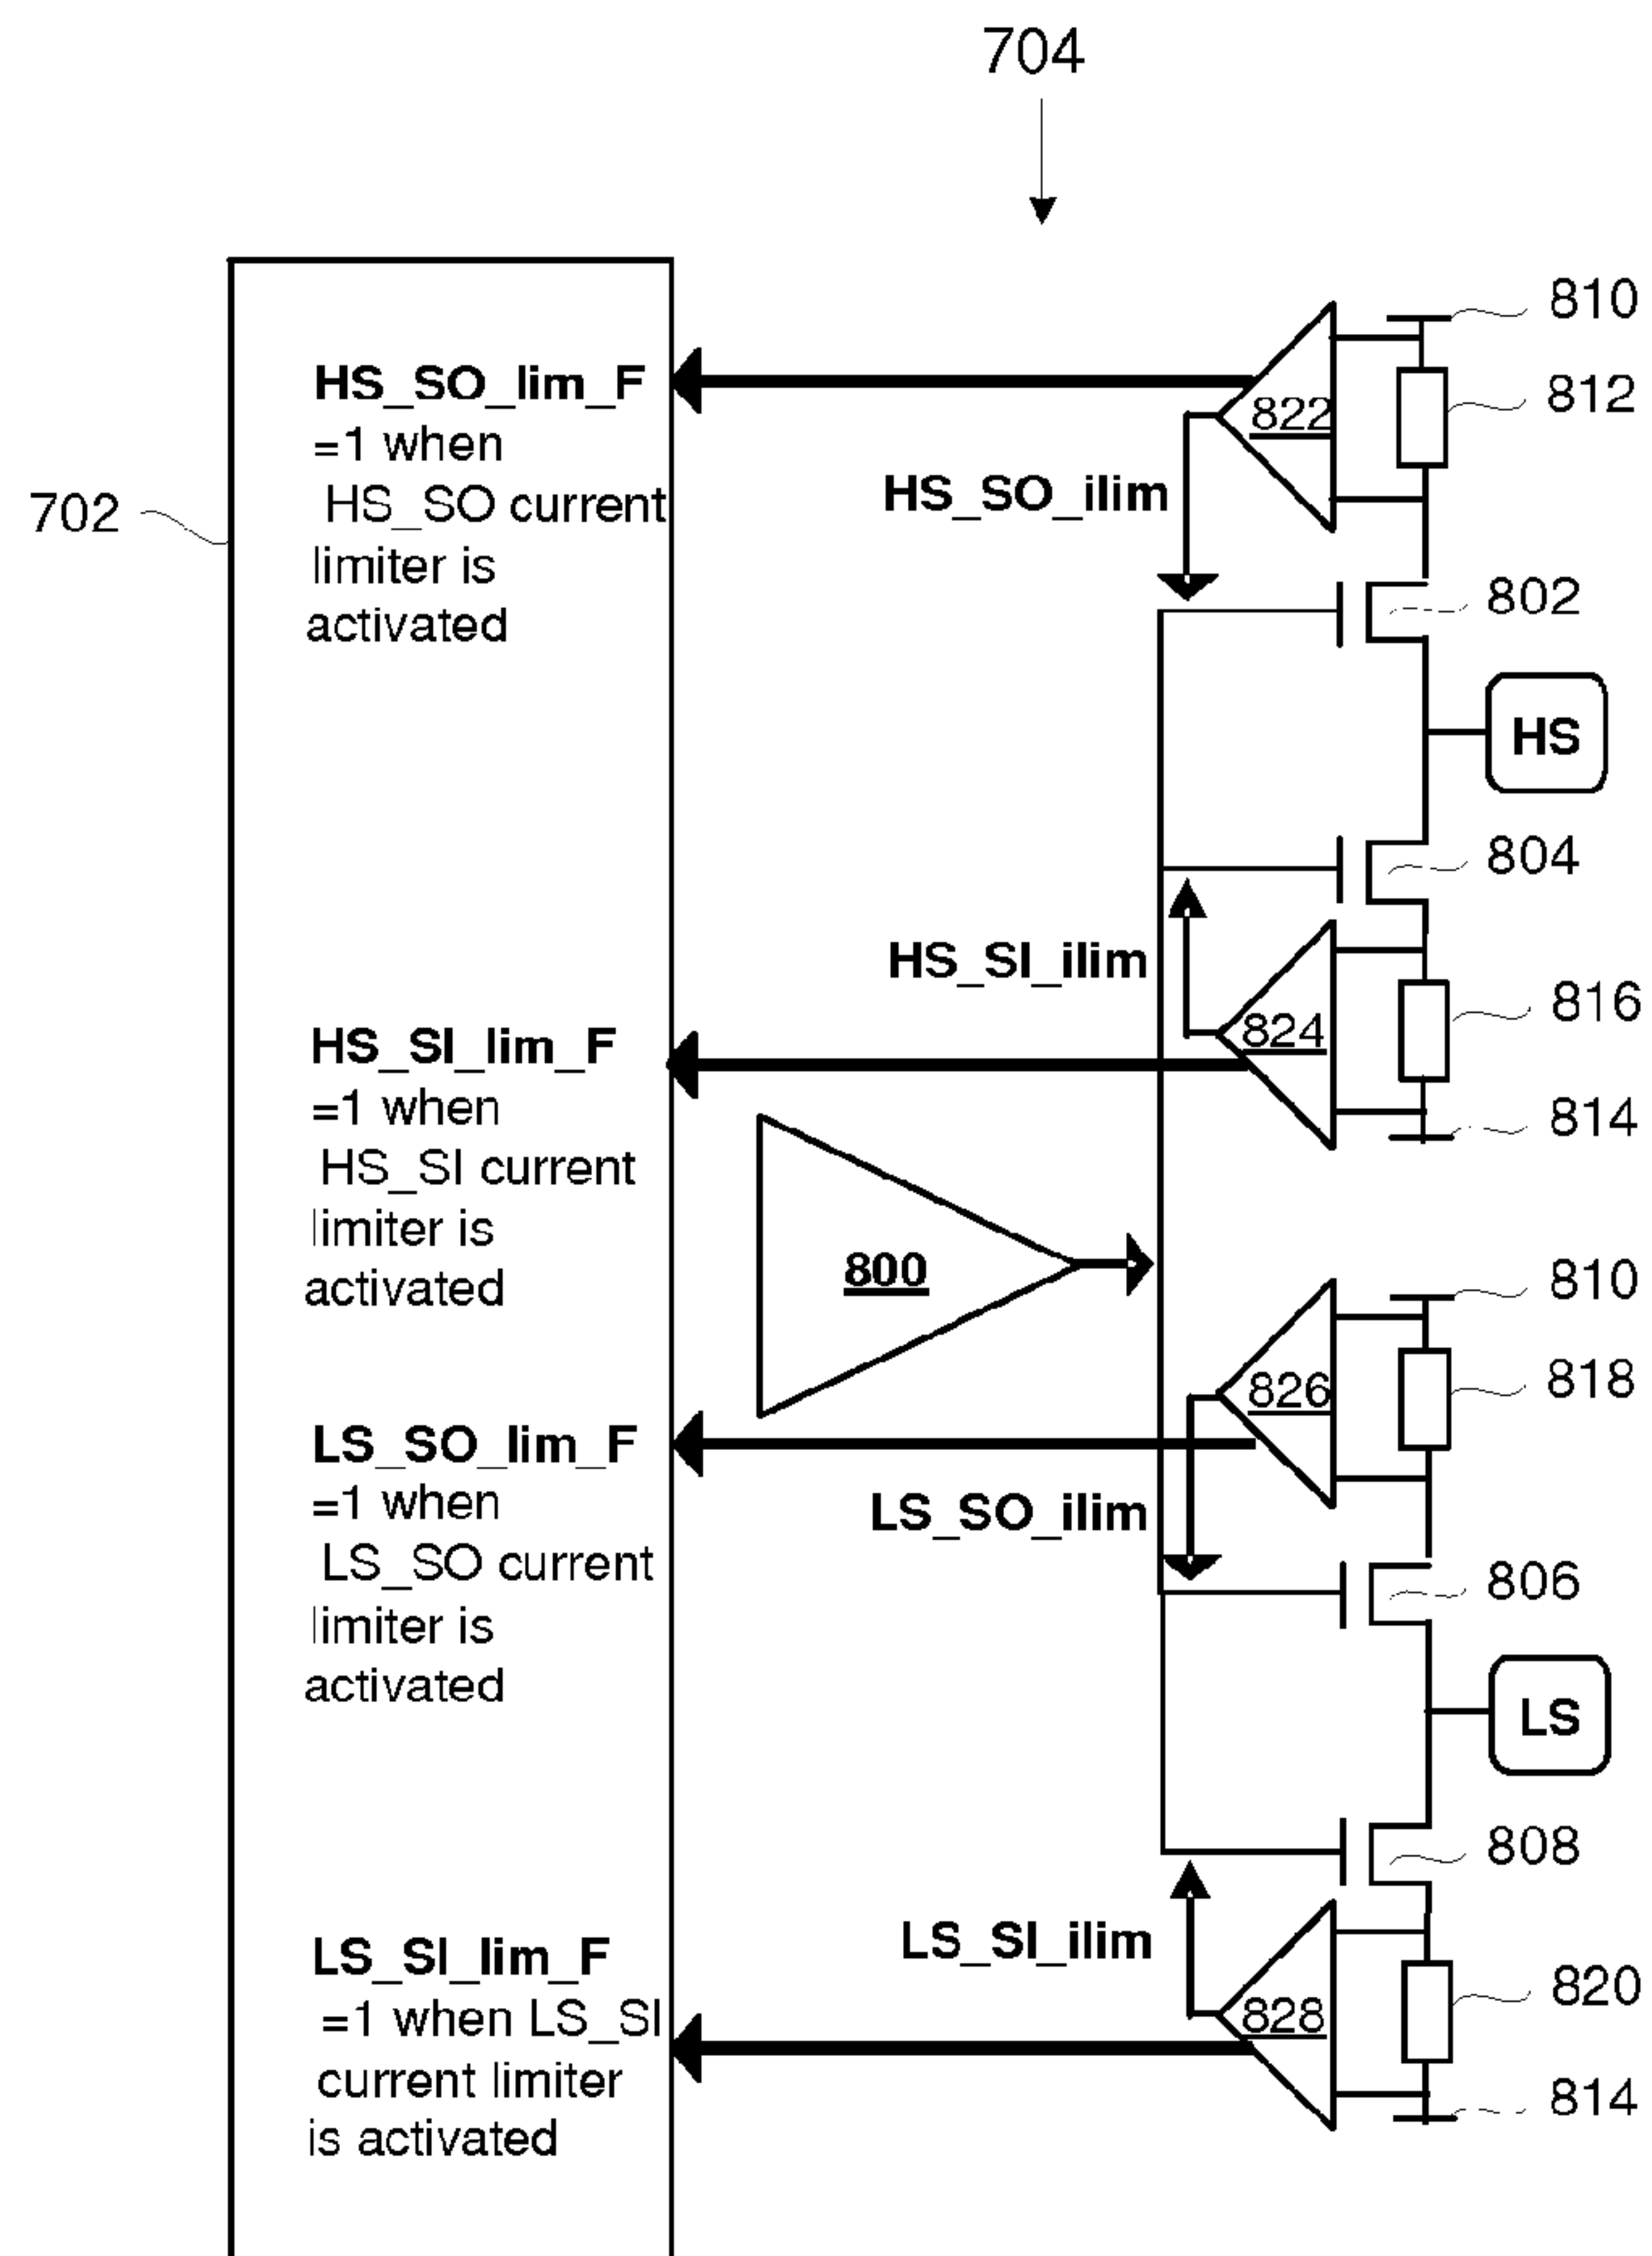 704
810
HS_SO_lim_F
=1 when
HS_SO current
limiter is
activated
822
812
HS_SO_ilim
702
802
HS
804
HS_SI_ilim
816
824
HS_SI_lim_F
=1 when
HS_SI current
limiter is
activated
814
800
810
826
818
LS_SO_lim_F
=1 when
LS_SO current
limiter is
activated
LS_SO_ilim
806
LS
808
LS_SI_ilim
LS_SI_lim_F
=1 when LS_SI
current limiter
is activated
820
828
814